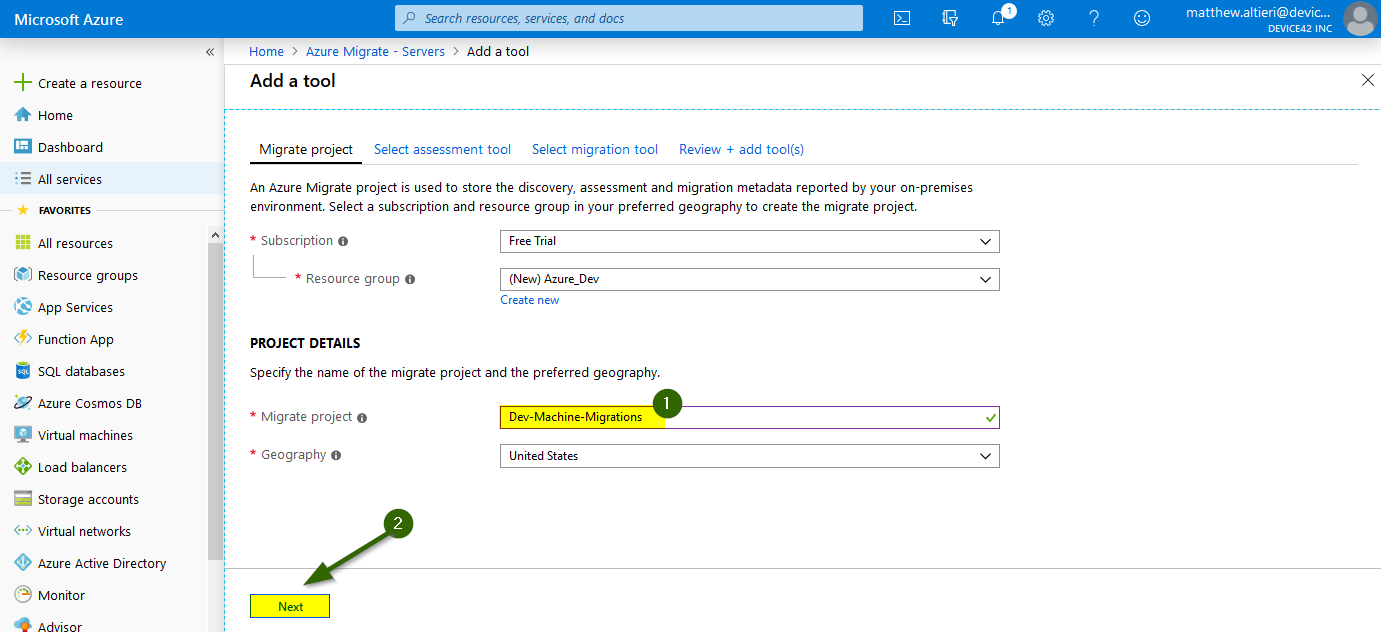 Microsoft Azure
Search resources, services, and docs
1
matthew.altieri@devic...
DEVICE42 INC
Create a resource
Home
Dashboard
All services
FAVORITES
All resources
Resource groups
App Services
Function App
SQL databases
Azure Cosmos DB
Virtual machines
Load balancers
Storage accounts
Virtual networks
Azure Active Directory
Monitor
Advisor
Home > Azure Migrate - Servers > Add a tool
Add a tool
Migrate project Select assessment tool Select migration tool Review + add tool(s)
An Azure Migrate project is used to store the discovery, assessment and migration metadata reported by your on-premises
environment. Select a subscription and resource group in your preferred geography to create the migrate project.
* Subscription Free Trial
* Resource group (New) Azure_Dev
Create new
PROJECT DETAILS
Specify the name of the migrate project and the preferred geography.
* Migrate project Dev-Machine-Migrations 1
* Geography United States
2
Next